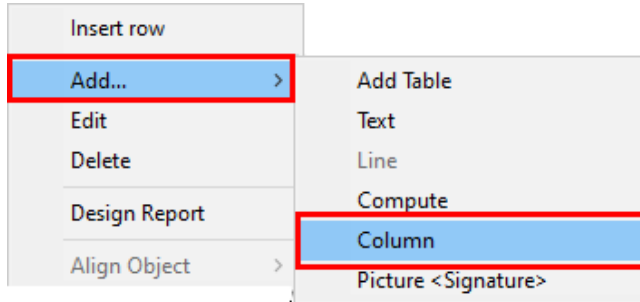 Insert row
Add...
Edit
Delete
Design Report
Align Object
Add Table
Text
Line
Compute
Column
Picture <Signature>